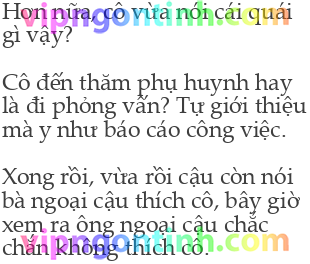 Hơn nữa, cô vừa nói cái quái
gì vậy?
Cô đến thăm phụ huynh hay
là đi phỏng vấn? Tự giới thiệu
mà y như báo cáo công việc.
Xong rồi, vừa rồi cậu còn nói
bà ngoại cậu thích cô, bây giờ
xem ra ông ngoại cậu chắc
chắn không thích cô.
vipngontinh.com
vipngontinh.com
vipngontinh.com